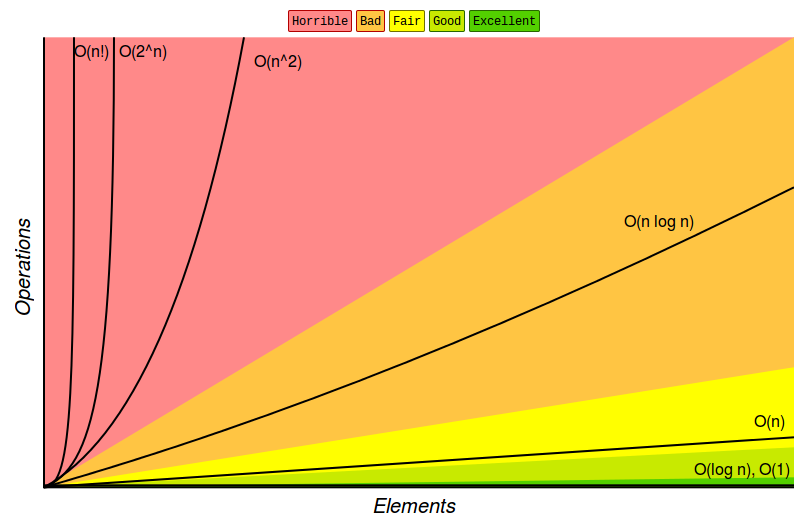 Horrible Bad Fair Good Excellent
O(n!) O(2^n)
O(n^2)
O(n log n)
Operations
O(n)
O(log n), O(1)
Elements